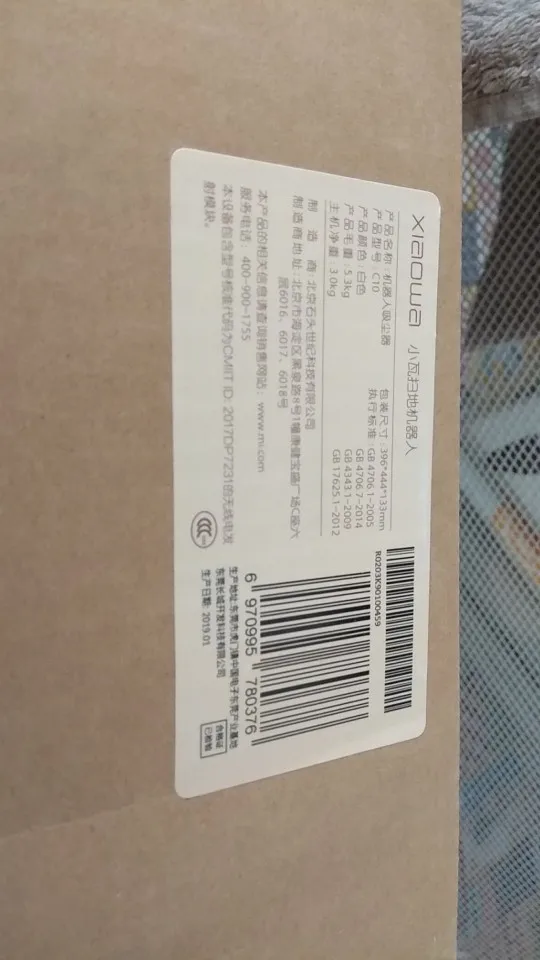 xiaowa 小瓦扫地机器人
产品名称：机器人吸尘器
产品型号：C10
产品颜色：白色
产品毛重：5.3kg
主机净重：3.0kg
包装尺寸：396*444*133mm
执行标准：GB 4706.1-2005
GB 4706.7-2014
GB 4343.1-2009
GB 17625.1-2012
制 造 商：北京石头世纪科技有限公司
制造商地址：北京市海淀区黑泉路8号1幢康健宝盛广场C座六
层6016、6017、6018号
本产品的相关信息请查询销售网站：www.mi.com
服务电话：400-900-1755
本设备包含型号核准代码为CMIIT ID: 2017DP7231的无线电发
射模块。
R0203K90100459
6 970995 780376
生产地址:东莞市虎门镇中国电子东莞产业基地
东莞长城开发科技有限公司
生产日期: 2019.01
合格证
已检验